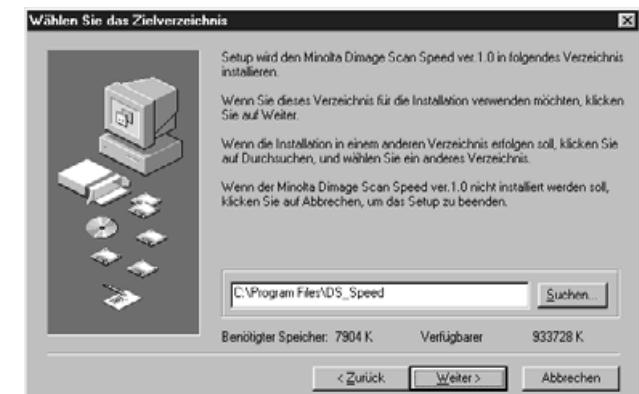 Wählen Sie das Zielverzeichnis
Setup wird den Minolta Dimage Scan Speed ver.1.0 in folgendes Verzeichnis
installieren.
Wenn Sie dieses Verzeichnis für die Installation verwenden möchten, klicken
Sie auf Weiter.
Wenn die Installation in einem anderen Verzeichnis erfolgen soll, klicken Sie
auf Durchsuchen, und wählen Sie ein anderes Verzeichnis.
Wenn der Minolta Dimage Scan Speed ver.1.0 nicht installiert werden soll,
klicken Sie auf Abbrechen, um das Setup zu beenden.
C:\Program Files\DS_Speed
Suchen...
Benötigter Speicher: 7904 K Verfügbarer 933728 K
< Zurück Weiter > Abbrechen